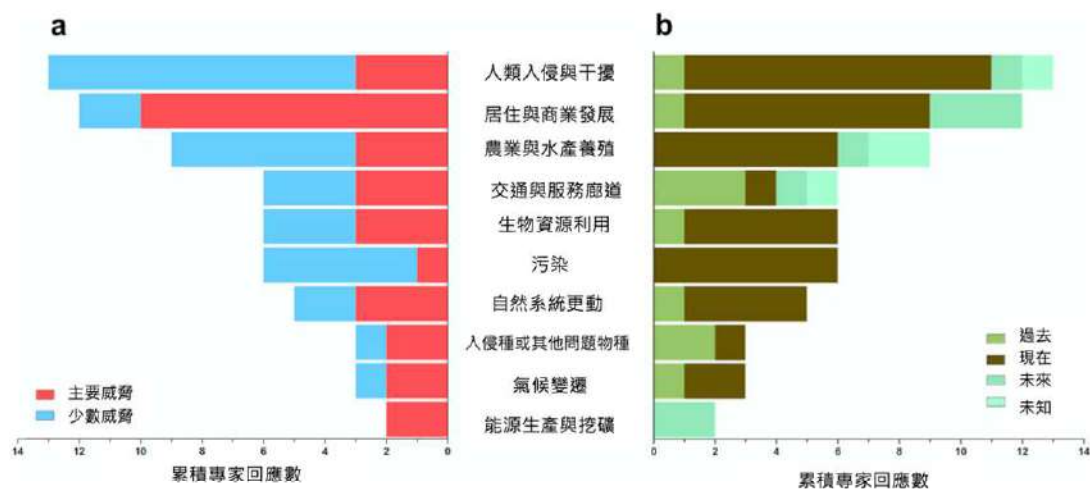 a
b
人類入侵與干擾
居住與商業發展
農業與水產養殖
交通與服務廊道
生物資源利用
污染
自然系統更動
入侵種或其他問題物種
氣候變遷
能源生產與挖礦
主要威脅
少數威脅
過去
現在
未來
未知
14 12 10 8 6 4 2 0
0 2 4 6 8 10 12 14
累積專家回應數
累積專家回應數